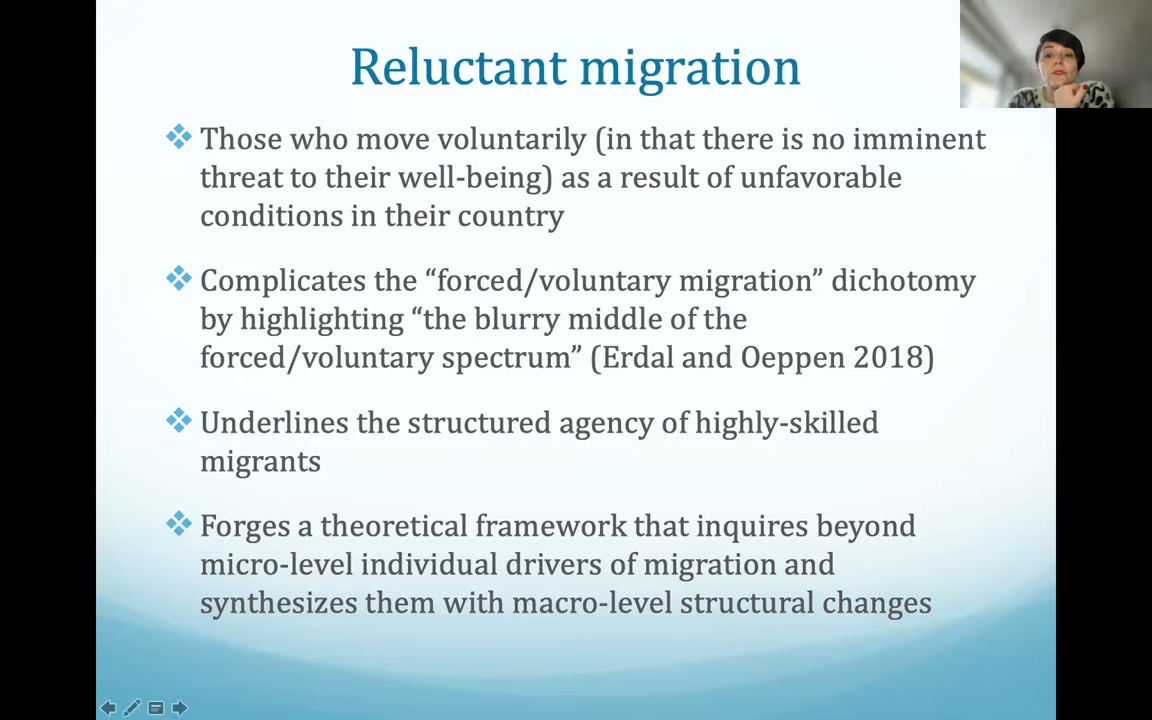 Reluctant migration
Those who move voluntarily (in that there is no imminent
threat to their well-being) as a result of unfavorable
conditions in their country
Complicates the “forced/voluntary migration” dichotomy
by highlighting “the blurry middle of the
forced/voluntary spectrum” (Erdal and Oeppen 2018)
Underlines the structured agency of highly-skilled
migrants
Forges a theoretical framework that inquires beyond
micro-level individual drivers of migration and
synthesizes them with macro-level structural changes